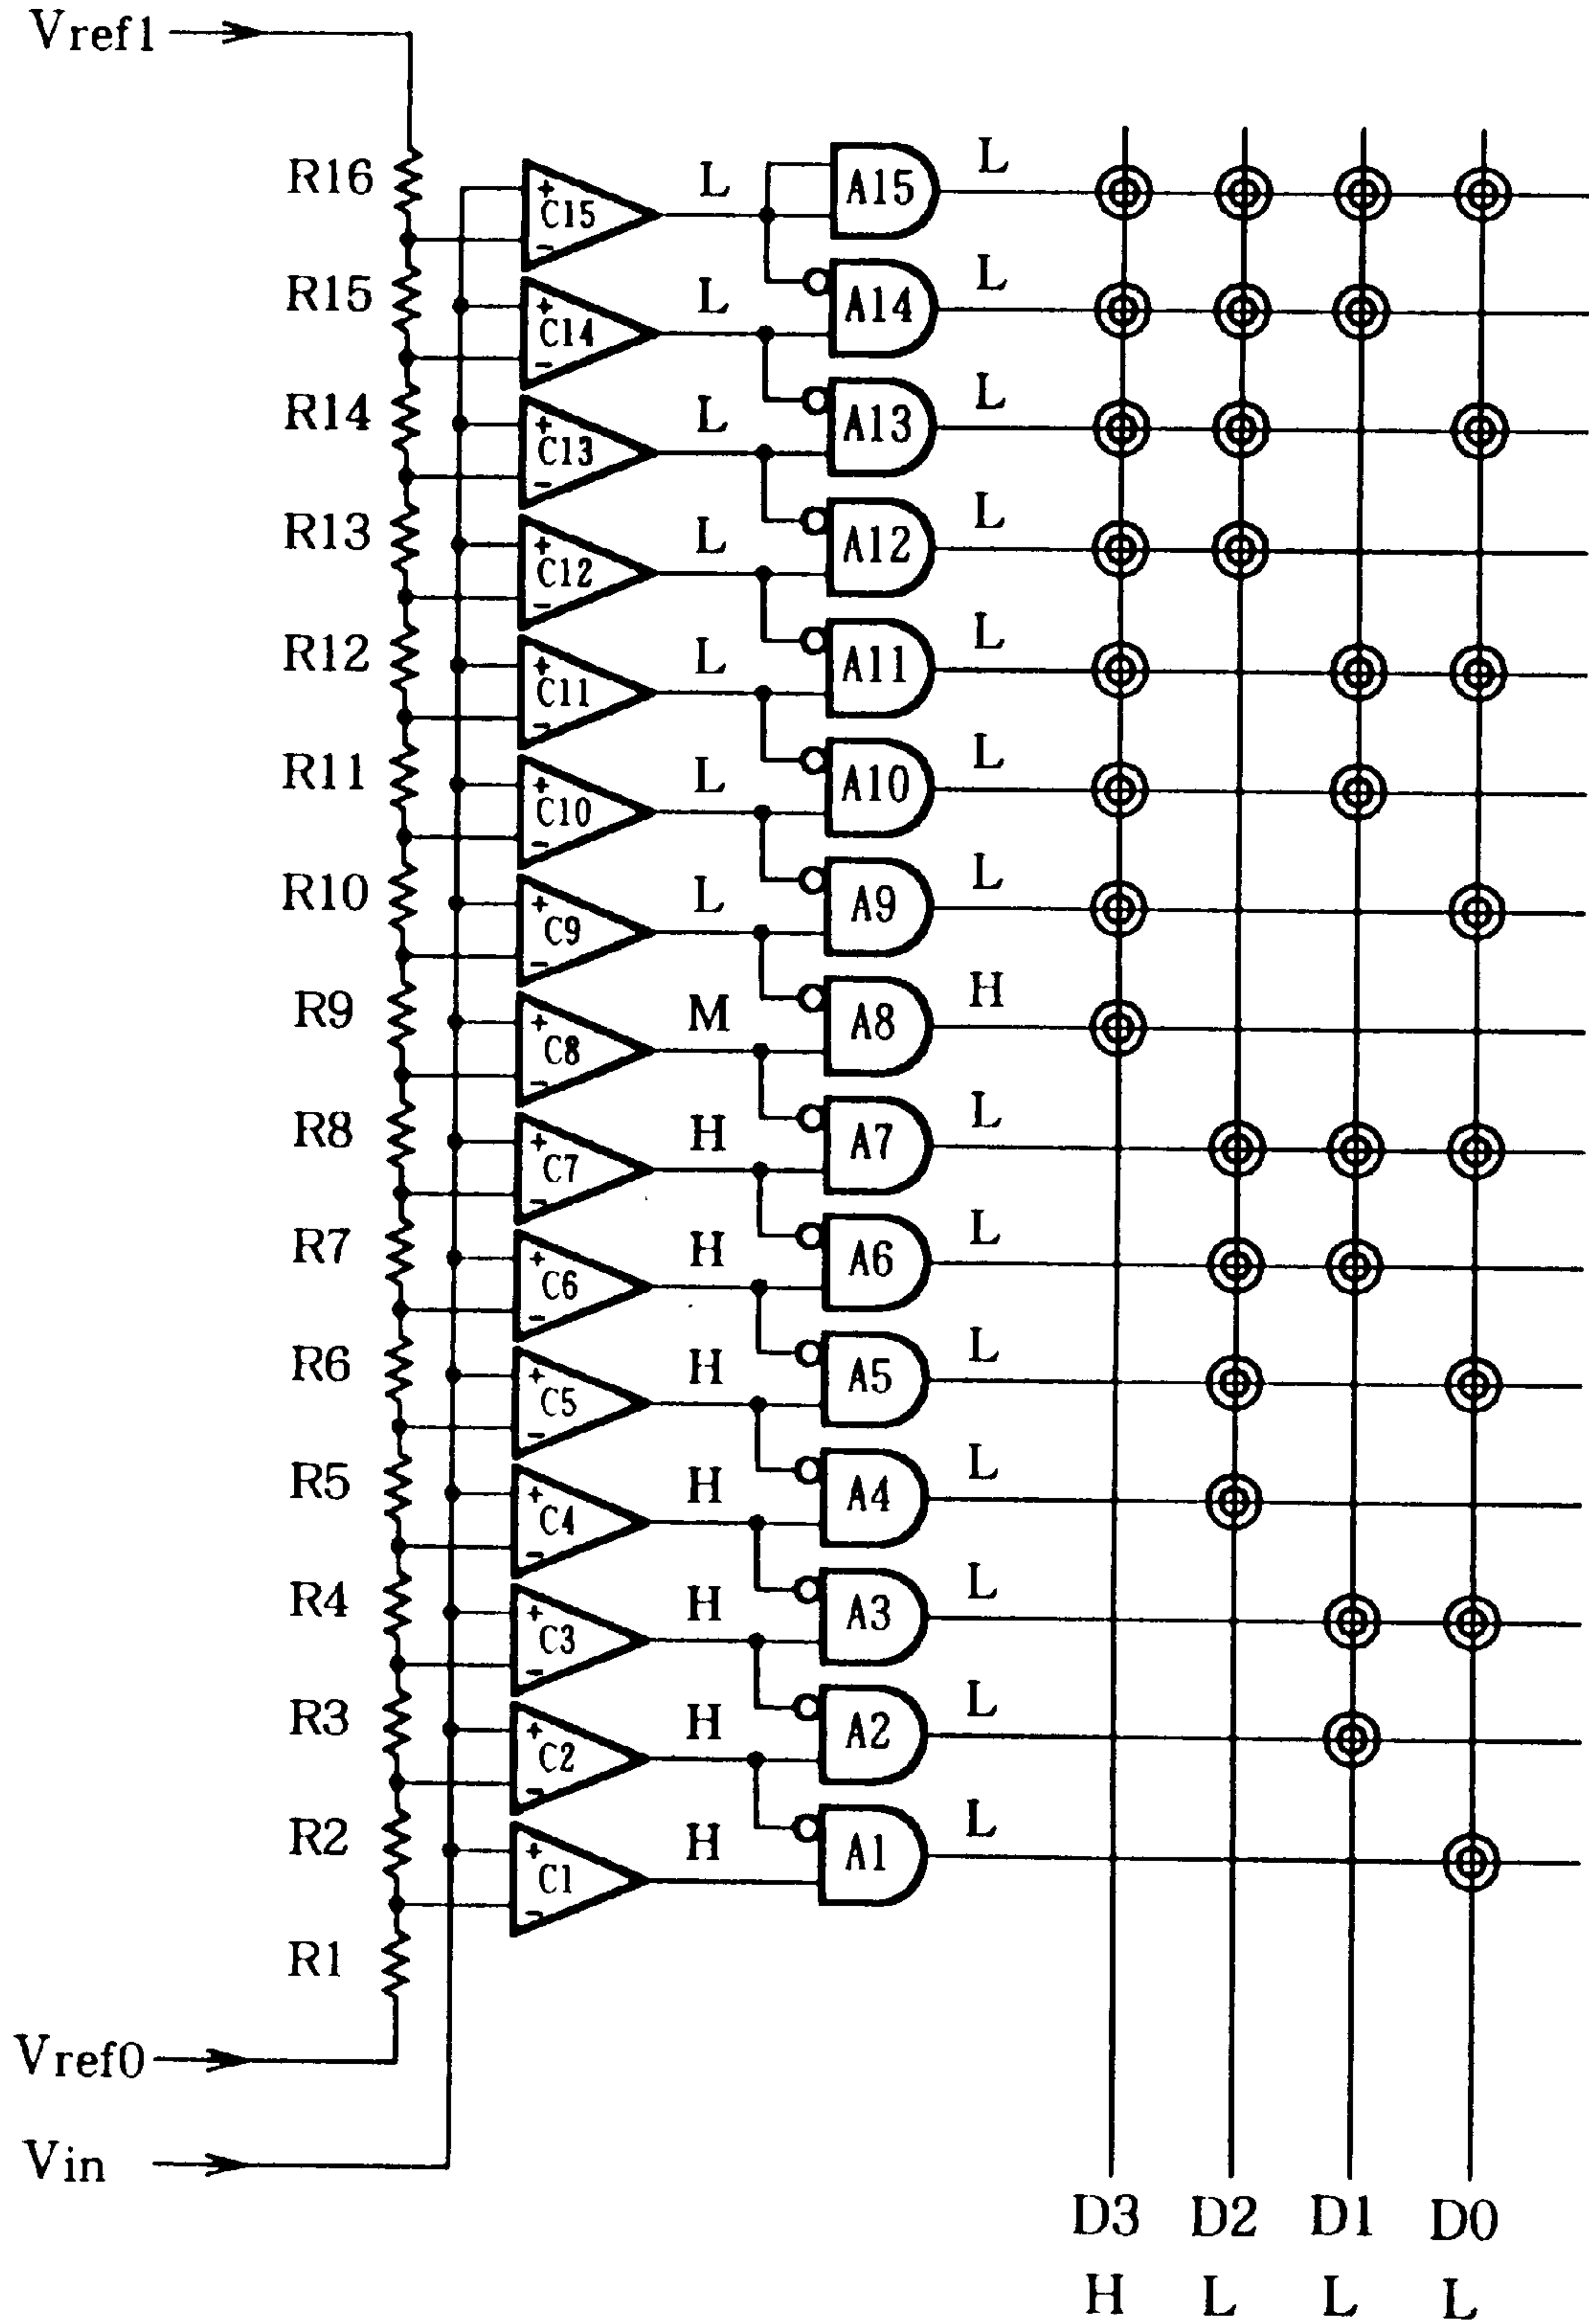 Vref1
R16 + C15 - L A15 L
R15 + C14 - L A14 L
R14 + C13 - L A13 L
R13 + C12 - L A12 L
R12 + C11 - L A11 L
R11 + C10 - L A10 L
R10 + C9 - L A9 L
R9 + C8 - M A8 H
R8 + C7 - H A7 L
R7 + C6 - H A6 L
R6 + C5 - H A5 L
R5 + C4 - H A4 L
R4 + C3 - H A3 L
R3 + C2 - H A2 L
R2 + C1 - H A1 L
R1
Vref0
Vin
D3 D2 D1 D0
H L L L